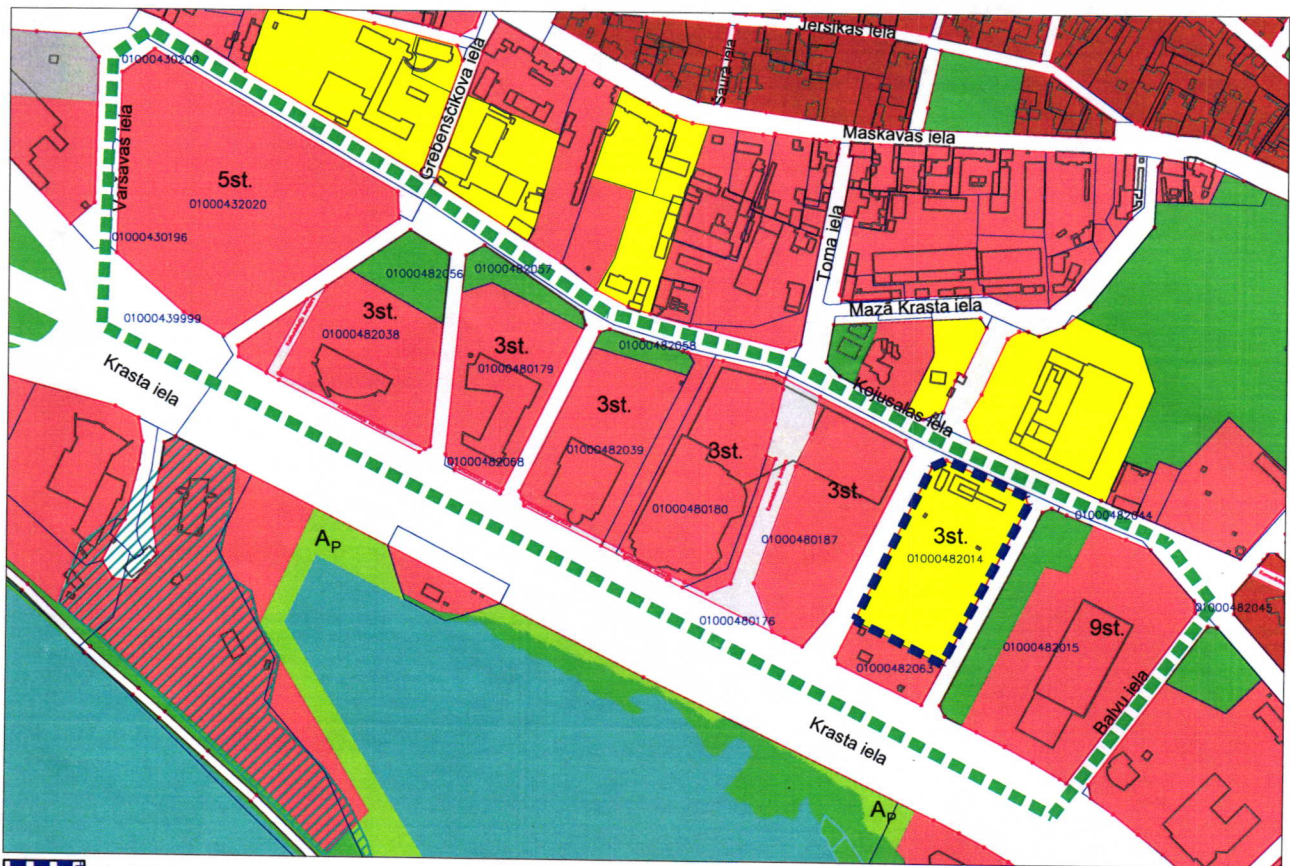 Jersikas iela
Šaura iela
Maskavas iela
Grebenščikova iela
01000430200
Varšavas iela
5st.
01000432020
01000430196
Toma iela
01000482056
01000482057
Mazā Krasta iela
01000439999
3st.
01000482038
01000482058
3st.
01000480179
Krasta iela
Kojusalas iela
3st.
01000482039
01000482068
3st.
01000480180
3st.
01000480187
3st.
01000482014
01000482044
AP
01000480176
01000482045
9st.
01000482015
01000482063
Balvu iela
Krasta iela
AP